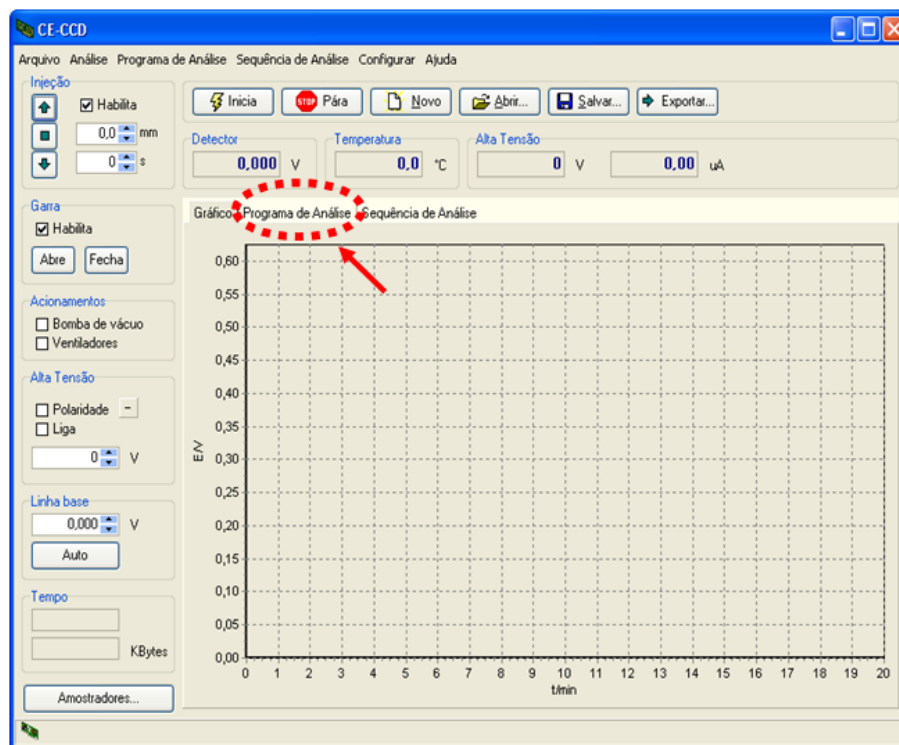 CE-CCD
Arquivo Análise Programa de Análise Sequência de Análise Configurar Ajuda
Injeção
Habilita
0,0 mm
0 s
Inicia
STOP Pára
Novo
Abrir...
Salvar...
Exportar...
Detector
0,000 V
Temperatura
0,0 °C
Alta Tensão
0 V
0,00 uA
Garra
Habilita
Abre
Fecha
Acionamentos
Bomba de vácuo
Ventiladores
Alta Tensão
Polaridade -
Liga
0 V
Linha base
0,000 V
Auto
Tempo
KBytes
Amostradores...
Gráfico Programa de Análise Sequência de Análise
0,60
0,55
0,50
0,45
0,40
0,35
0,30
0,25
0,20
0,15
0,10
0,05
0,00
E/V
0 1 2 3 4 5 6 7 8 9 10 11 12 13 14 15 16 17 18 19 20
t/min